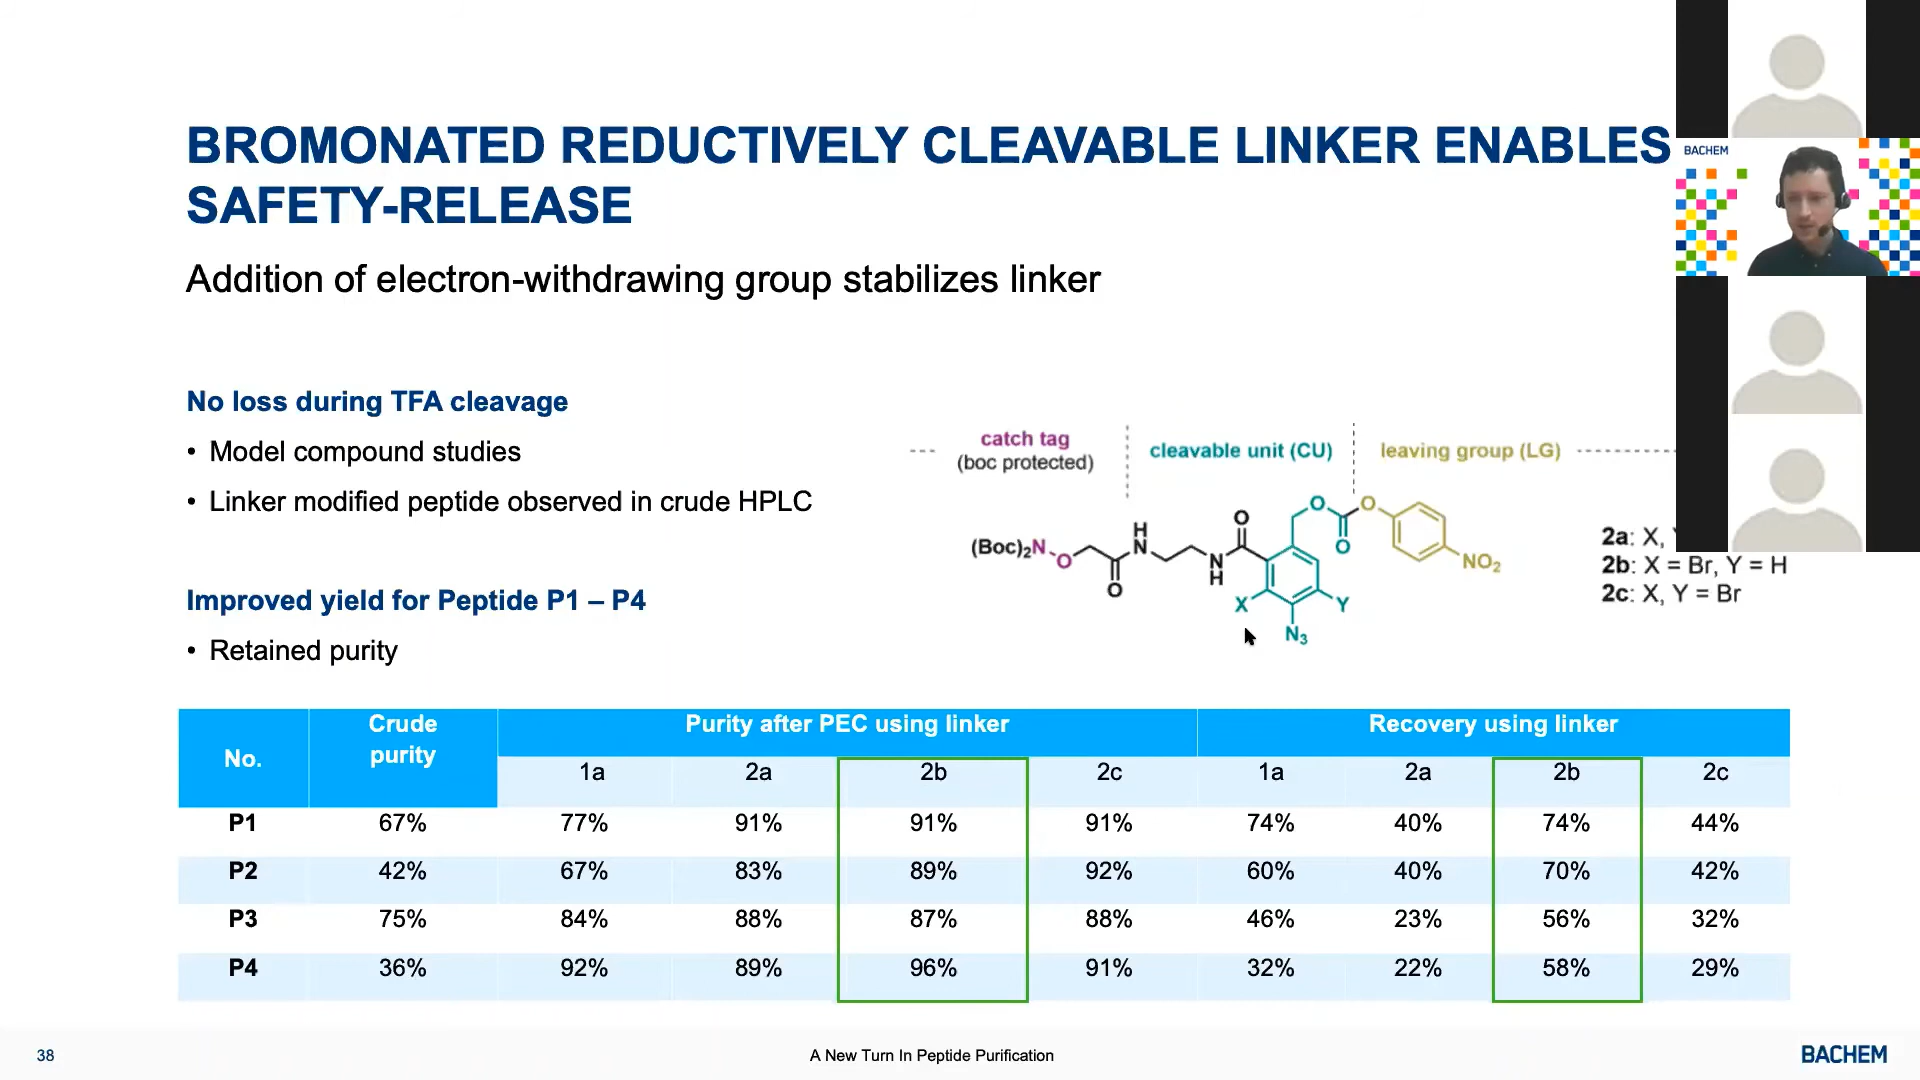 BROMONATED REDUCTIVELY CLEAVABLE LINKER ENABLES
SAFETY-RELEASE
BACHEM
Addition of electron-withdrawing group stabilizes linker
No loss during TFA cleavage
• Model compound studies
• Linker modified peptide observed in crude HPLC
Improved yield for Peptide P1 – P4
• Retained purity
catch tag
(boc protected)
cleavable unit (CU)
leaving group (LG)
O O
H O
(Boc)₂N N O
O N NO₂
O H
X Y
N₃
2a: X,
2b: X = Br, Y = H
2c: X, Y = Br
No. Crude purity Purity after PEC using linker Recovery using linker
1a 2a 2b 2c 1a 2a 2b 2c
P1 67% 77% 91% 91% 91% 74% 40% 74% 44%
P2 42% 67% 83% 89% 92% 60% 40% 70% 42%
P3 75% 84% 88% 87% 88% 46% 23% 56% 32%
P4 36% 92% 89% 96% 91% 32% 22% 58% 29%
38 A New Turn In Peptide Purification BACHEM